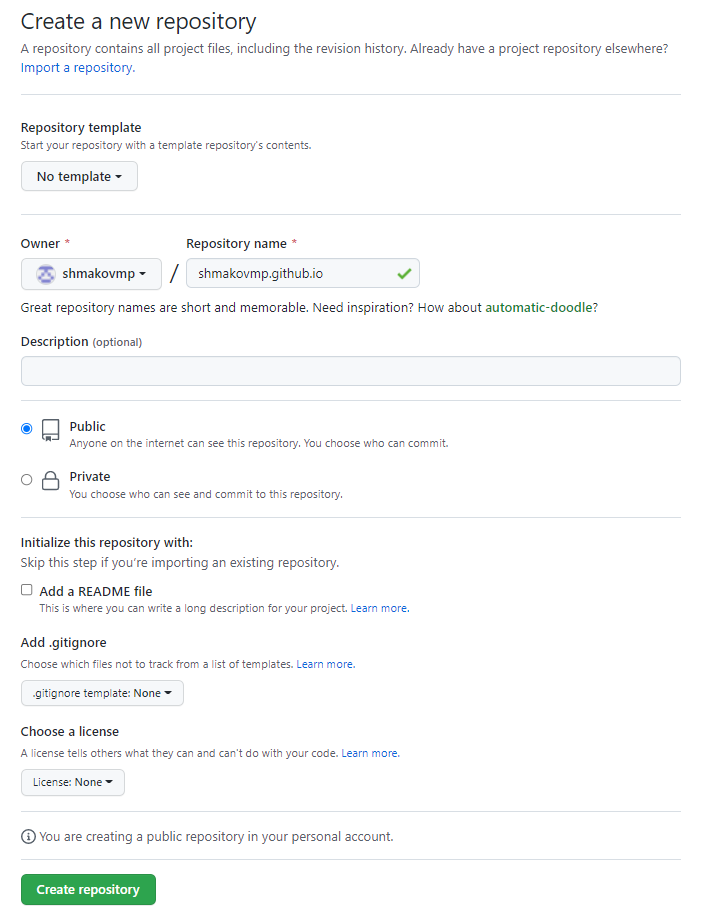 Create a new repository
A repository contains all project files, including the revision history. Already have a project repository elsewhere?
Import a repository.
Repository template
Start your repository with a template repository's contents.
No template
Owner *
Repository name *
shmakovmp / shmakovmp.github.io
Great repository names are short and memorable. Need inspiration? How about automatic-doodle?
Description (optional)
Public
Anyone on the internet can see this repository. You choose who can commit.
Private
You choose who can see and commit to this repository.
Initialize this repository with:
Skip this step if you're importing an existing repository.
Add a README file
This is where you can write a long description for your project. Learn more.
Add .gitignore
Choose which files not to track from a list of templates. Learn more.
.gitignore template: None
Choose a license
A license tells others what they can and can't do with your code. Learn more.
License: None
You are creating a public repository in your personal account.
Create repository